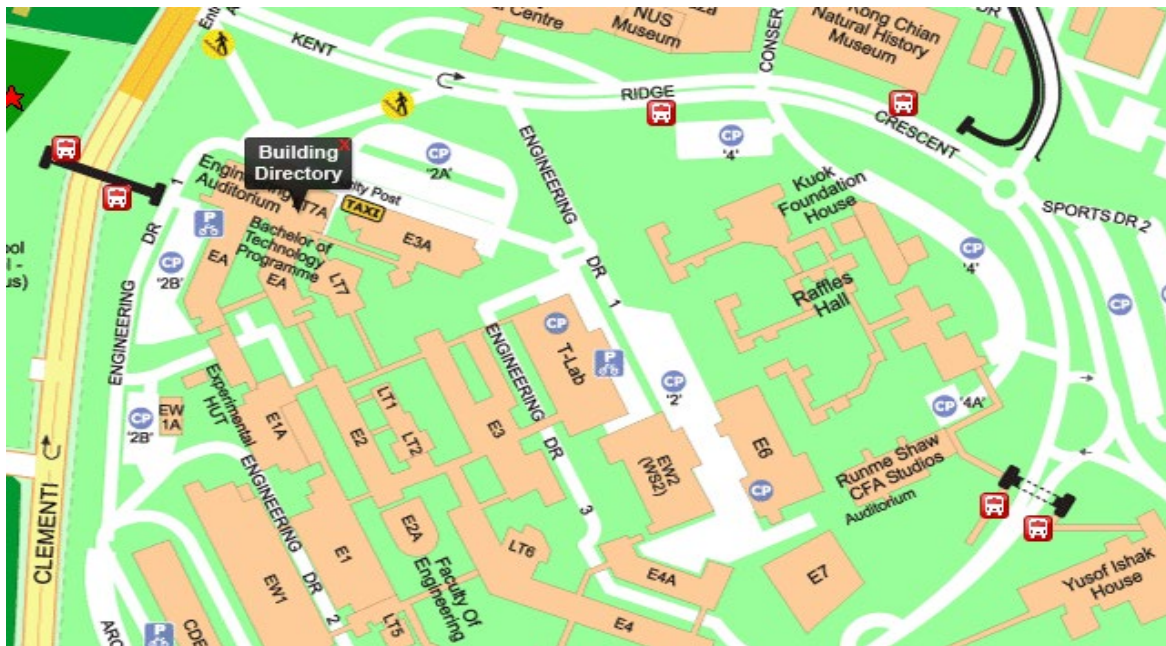 Centre
NUS
Museum
Kong Chian
Natural History
Museum
DR
CONSER
KENT
RIDGE
CRESCENT
SPORTS DR 2
Building
Directory
X
Engineering
Auditorium
LT7A
TAXI
CP
'2A'
CP
'4'
ENGINEERING
DR
1
Kuok
Foundation
House
CP
'4'
Raffles
Hall
DR
1
P
CP
'2B'
EA
Bachelor of
Technology
Programme
EA
LT7
E3A
CP
T-Lab
P
CP
'2'
CP
ENGINEERING
CP
'2B'
EW
1A
Experimental
HUT
E1A
LT1
LT2
E2
E3
ENGINEERING
DR
3
EW2
(WS2)
E6
CP
CP
'4A'
Runme Shaw
CFA Studios
Auditorium
CLEMENTI
ENGINEERING
DR
2
EW1
E1
E2A
Faculty Of
Engineering
LT5
LT6
E4A
E4
E7
Yusof Ishak
House
P